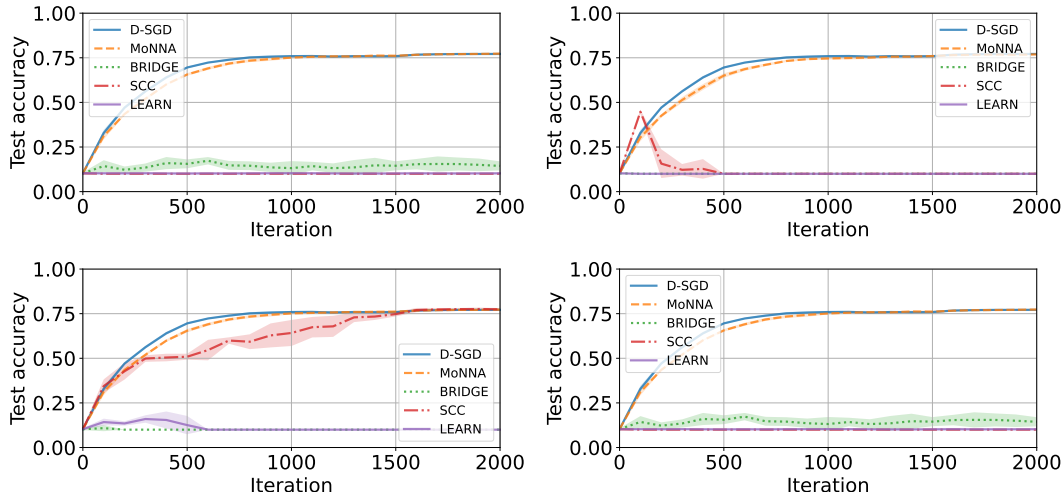 1.00
0.75
0.50
0.25
0.00
Test accuracy
D-SGD
MoNNA
BRIDGE
SCC
LEARN
0 500 1000 1500 2000
Iteration
1.00
0.75
0.50
0.25
0.00
Test accuracy
D-SGD
MoNNA
BRIDGE
SCC
LEARN
0 500 1000 1500 2000
Iteration
1.00
0.75
0.50
0.25
0.00
Test accuracy
D-SGD
MoNNA
BRIDGE
SCC
LEARN
0 500 1000 1500 2000
Iteration
1.00
0.75
0.50
0.25
0.00
Test accuracy
D-SGD
MoNNA
BRIDGE
SCC
LEARN
0 500 1000 1500 2000
Iteration